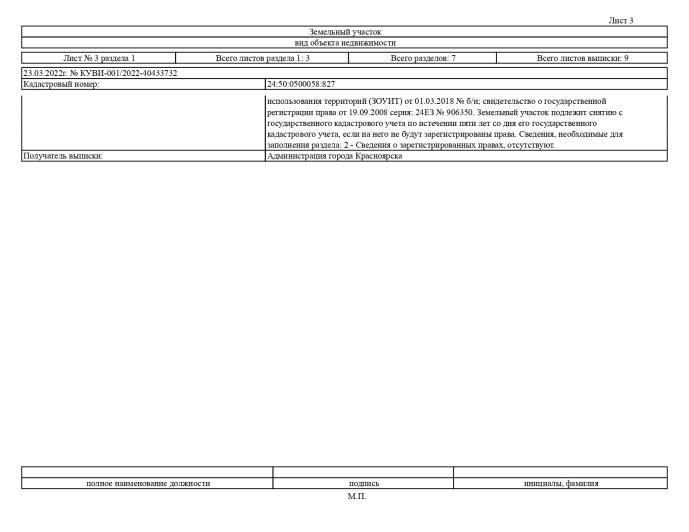 Лист 3
Земельный участок
вид объекта недвижимости
Лист № 3 раздела 1
Всего листов раздела 1: 3
Всего разделов: 7
Всего листов выписки: 9
23.03.2022г. № КУВИ-001/2022-40433732
Кадастровый номер:
24:50:0500058:827
использования территорий (ЗОУИТ) от 01.03.2018 № б/н; свидетельство о государственной
регистрации права от 19.09.2008 серия: 24ЕЗ № 906350. Земельный участок подлежит снятию с
государственного кадастрового учета по истечении пяти лет со дня его государственного
кадастрового учета, если на него не будут зарегистрированы права. Сведения, необходимые для
заполнения раздела: 2 - Сведения о зарегистрированных правах, отсутствуют.
Получатель выписки:
Администрация города Красноярска
полное наименование должности
подпись
инициалы, фамилия
М.П.